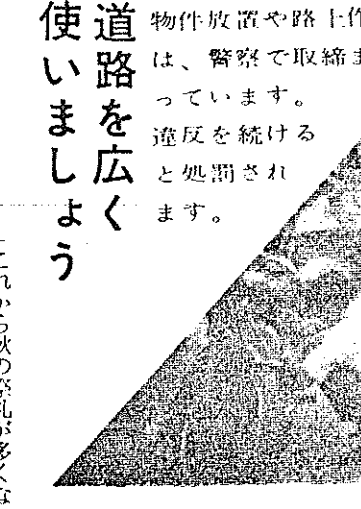 道路を広く
使いましょう
物件放置や路上作
は、警察で取締ま
っています。
違反を続ける
と処罰され
ます。
これから秋の祭礼が多くな